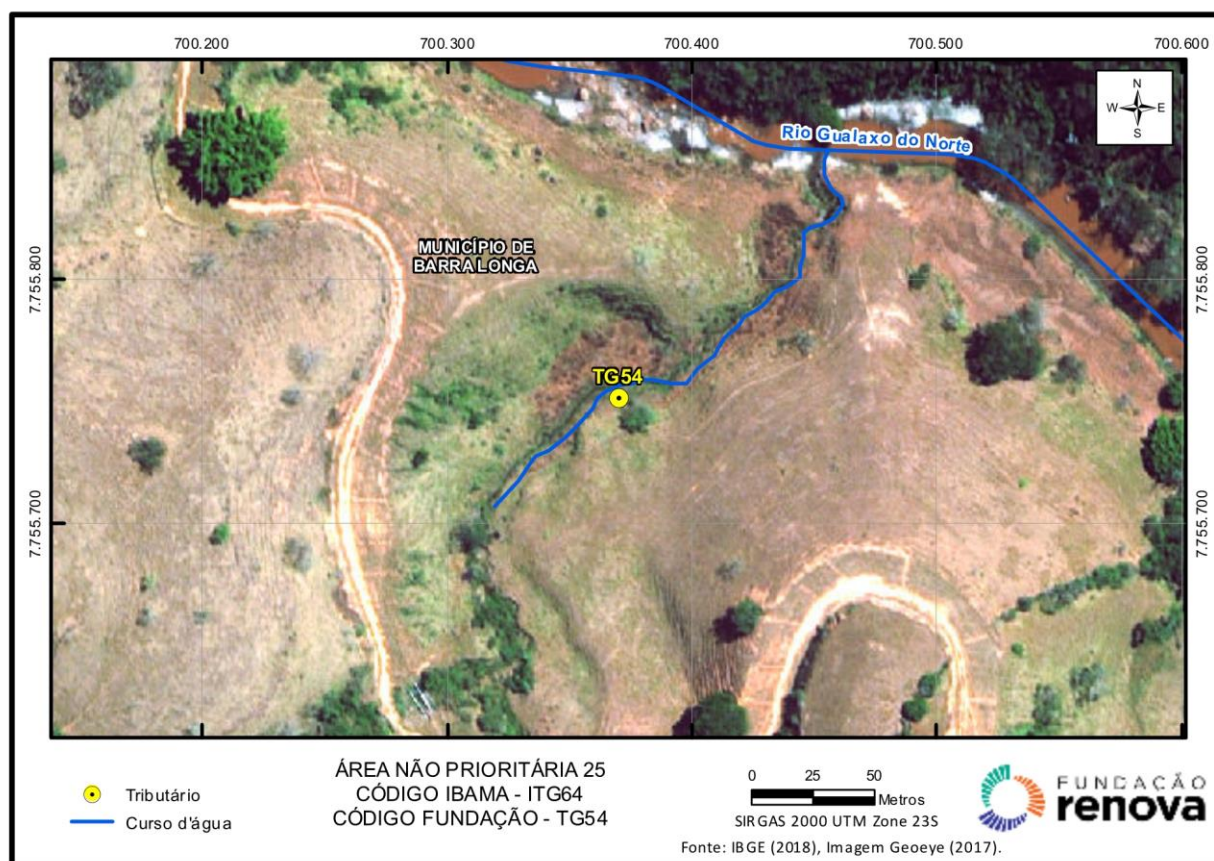 700.200 700.300 700.400 700.500 700.600
N
W E
S
Rio Gualaxo do Norte
MUNICÍPIO DE
BARRA LONGA
7.755.800 7.755.800
TG54
7.755.700 7.755.700
ÁREA NÃO PRIORITÁRIA 25
CÓDIGO IBAMA - ITG64
CÓDIGO FUNDAÇÃO - TG54
Tributário
Curso d'água
0 25 50
Metros
SIRGAS 2000 UTM Zone 23S
Fonte: IBGE (2018), Imagem Geoeye (2017).
FUNDAÇÃO
renova